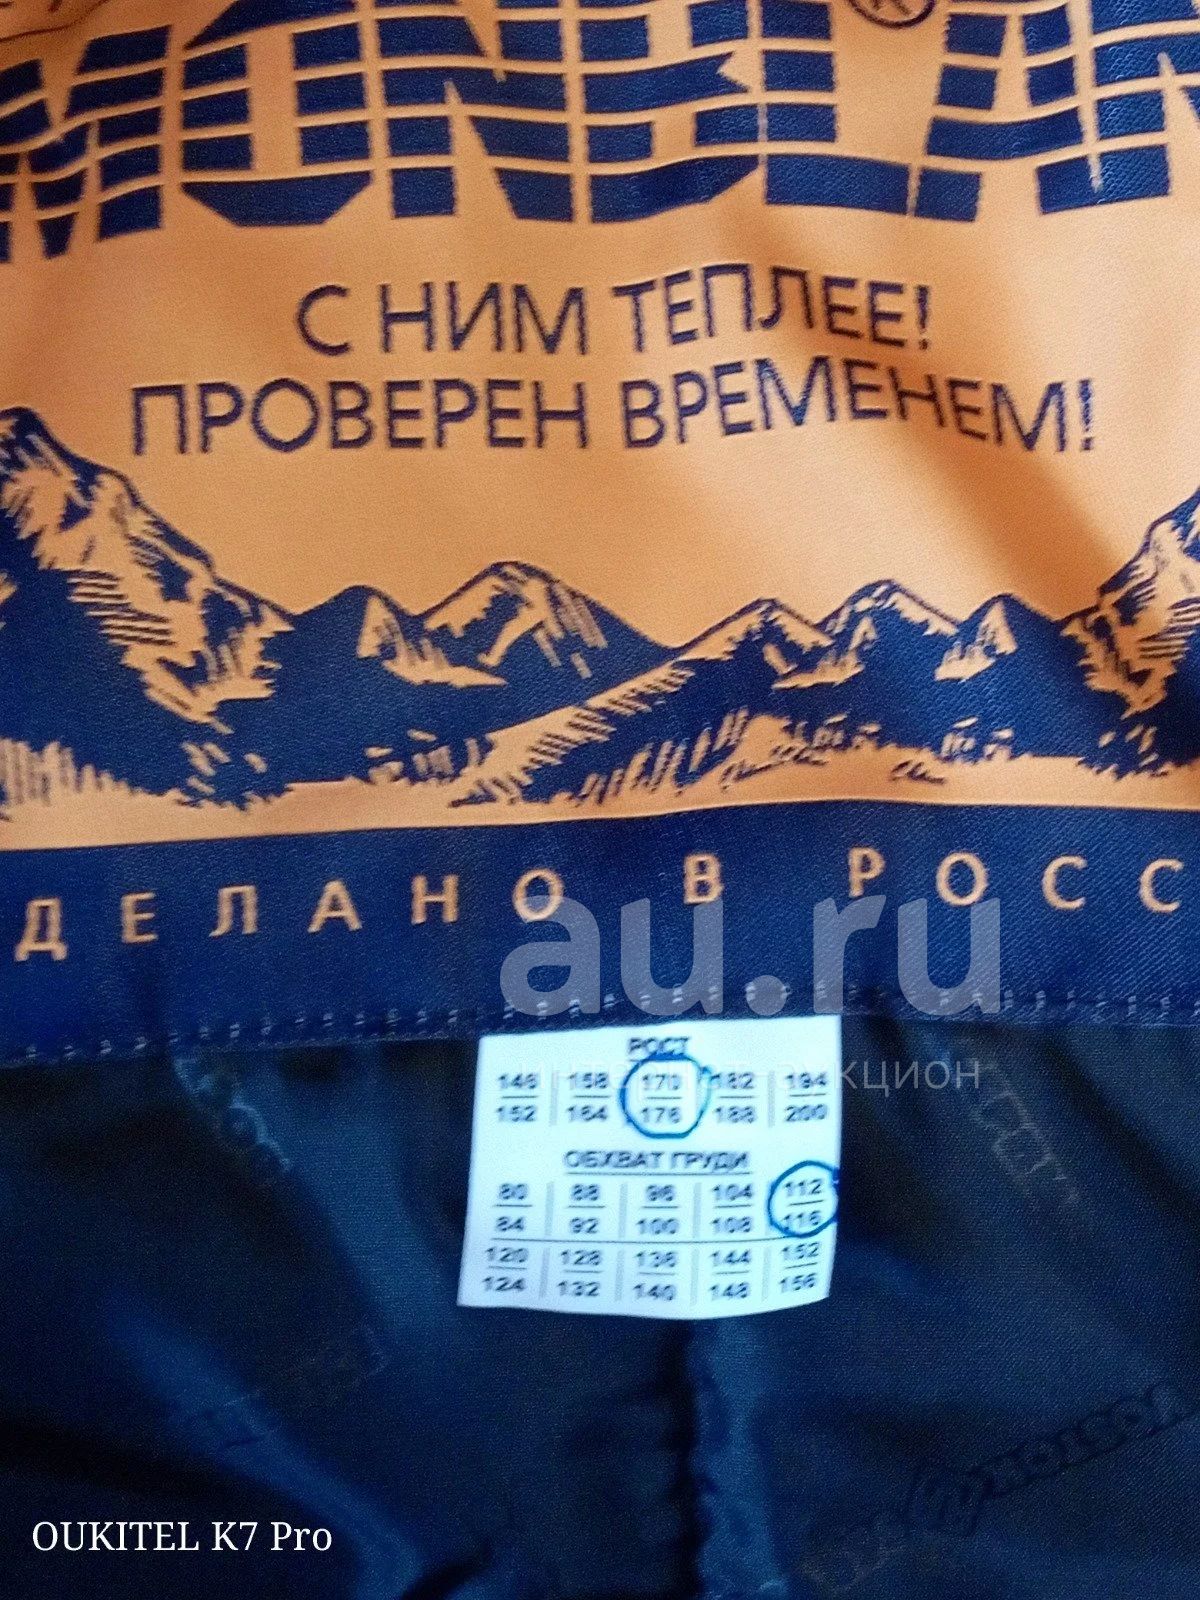 С НИМ ТЕПЛЕЕ!
ПРОВЕРЕН ВРЕМЕНЕМ!
ДЕЛАНО В РОСС
au.ru
РОСТ
146 158 170 182 194
152 164 176 188 200
ОБХВАТ ГРУДИ
80 88 96 104 112
84 92 100 108 116
120 128 136 144 152
124 132 140 148 156
OUKITEL K7 Pro